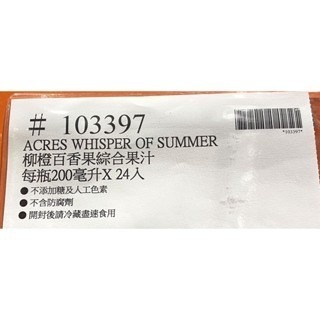 # 103397
*103397*
ACRES WHISPER OF SUMMER
柳橙百香果綜合果汁
每瓶200毫升X 24入
● 不添加糖及人工色素
● 不含防腐劑
● 開封後請冷藏盡速食用